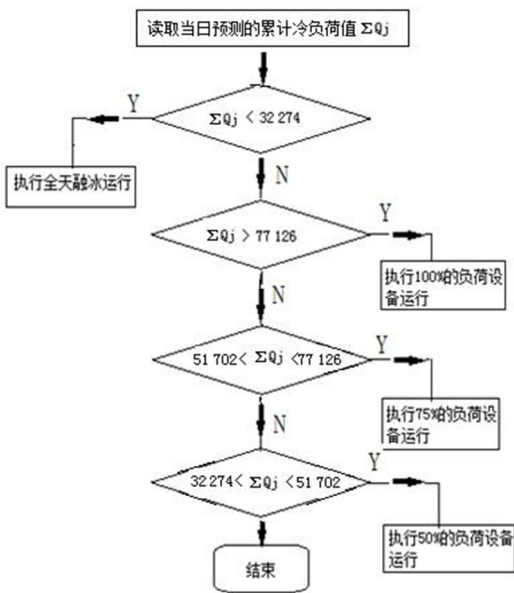 读取当日预测的累计冷负荷值 ΣQj
Y
ΣQj < 32 274
执行全天融冰运行
N
Y
ΣQj > 77 126
执行100%的负荷设
备运行
N
Y
51 702< ΣQj <77 126
执行75%的负荷设
备运行
N
Y
32 274< ΣQj <51 702
执行50%的负荷设备
运行
结束